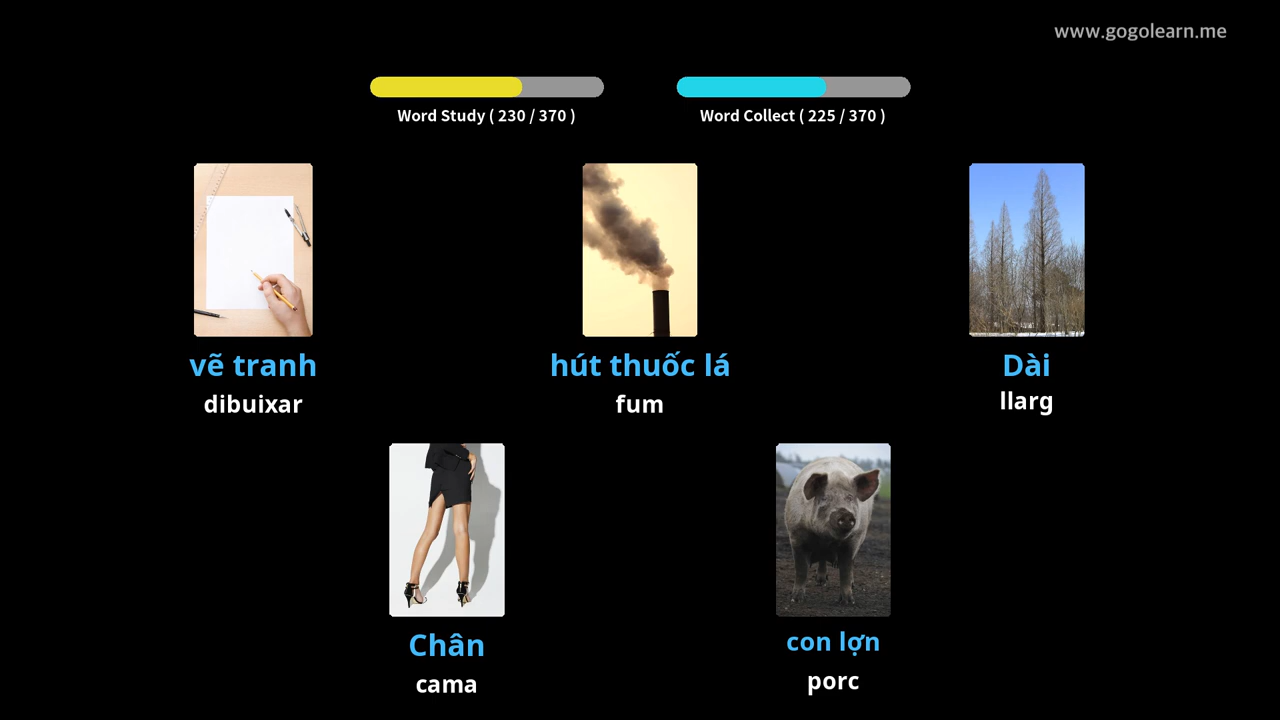 www.gogolearn.me
Word Study ( 230 / 370 )
Word Collect ( 225 / 370 )
vẽ tranh
dibuixar
hút thuốc lá
fum
Dài
llarg
Chân
cama
con lợn
porc